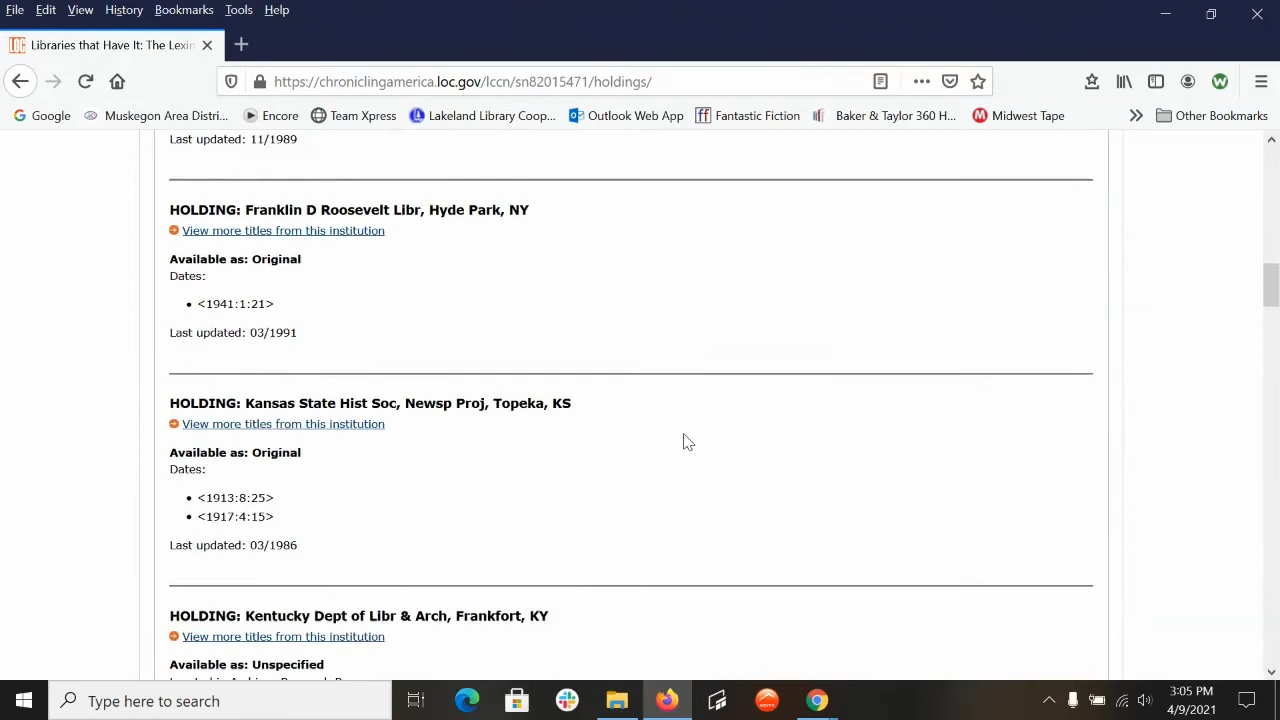 File Edit View History Bookmarks Tools Help
Libraries that Have It: The Lexin
https://chroniclingamerica.loc.gov/lccn/sn82015471/holdings/
Google Muskegon Area Distri... Encore Team Xpress Lakeland Library Coop... Outlook Web App Fantastic Fiction Baker & Taylor 360 H... Midwest Tape Other Bookmarks
Last updated: 11/1989
HOLDING: Franklin D Roosevelt Libr, Hyde Park, NY
View more titles from this institution
Available as: Original
Dates:
<1941:1:21>
Last updated: 03/1991
HOLDING: Kansas State Hist Soc, Newsp Proj, Topeka, KS
View more titles from this institution
Available as: Original
Dates:
<1913:8:25>
<1917:4:15>
Last updated: 03/1986
HOLDING: Kentucky Dept of Libr & Arch, Frankfort, KY
View more titles from this institution
Available as: Unspecified
Type here to search
3:05 PM
4/9/2021